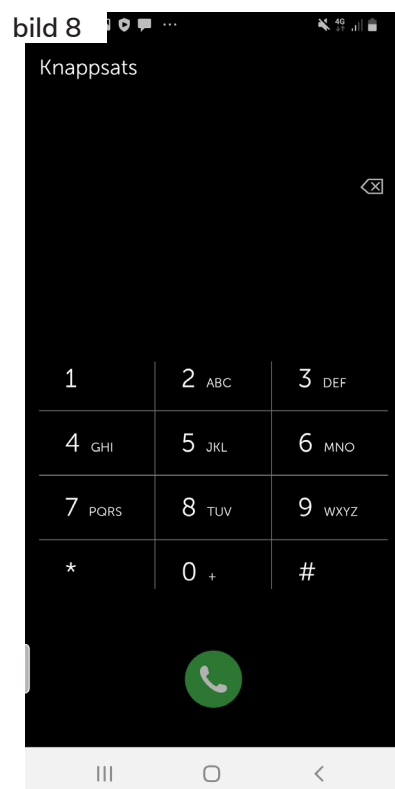 bild 8
4G
Knappsats
1 2 ABC 3 DEF
4 GHI 5 JKL 6 MNO
7 PQRS 8 TUV 9 WXYZ
* 0 + #